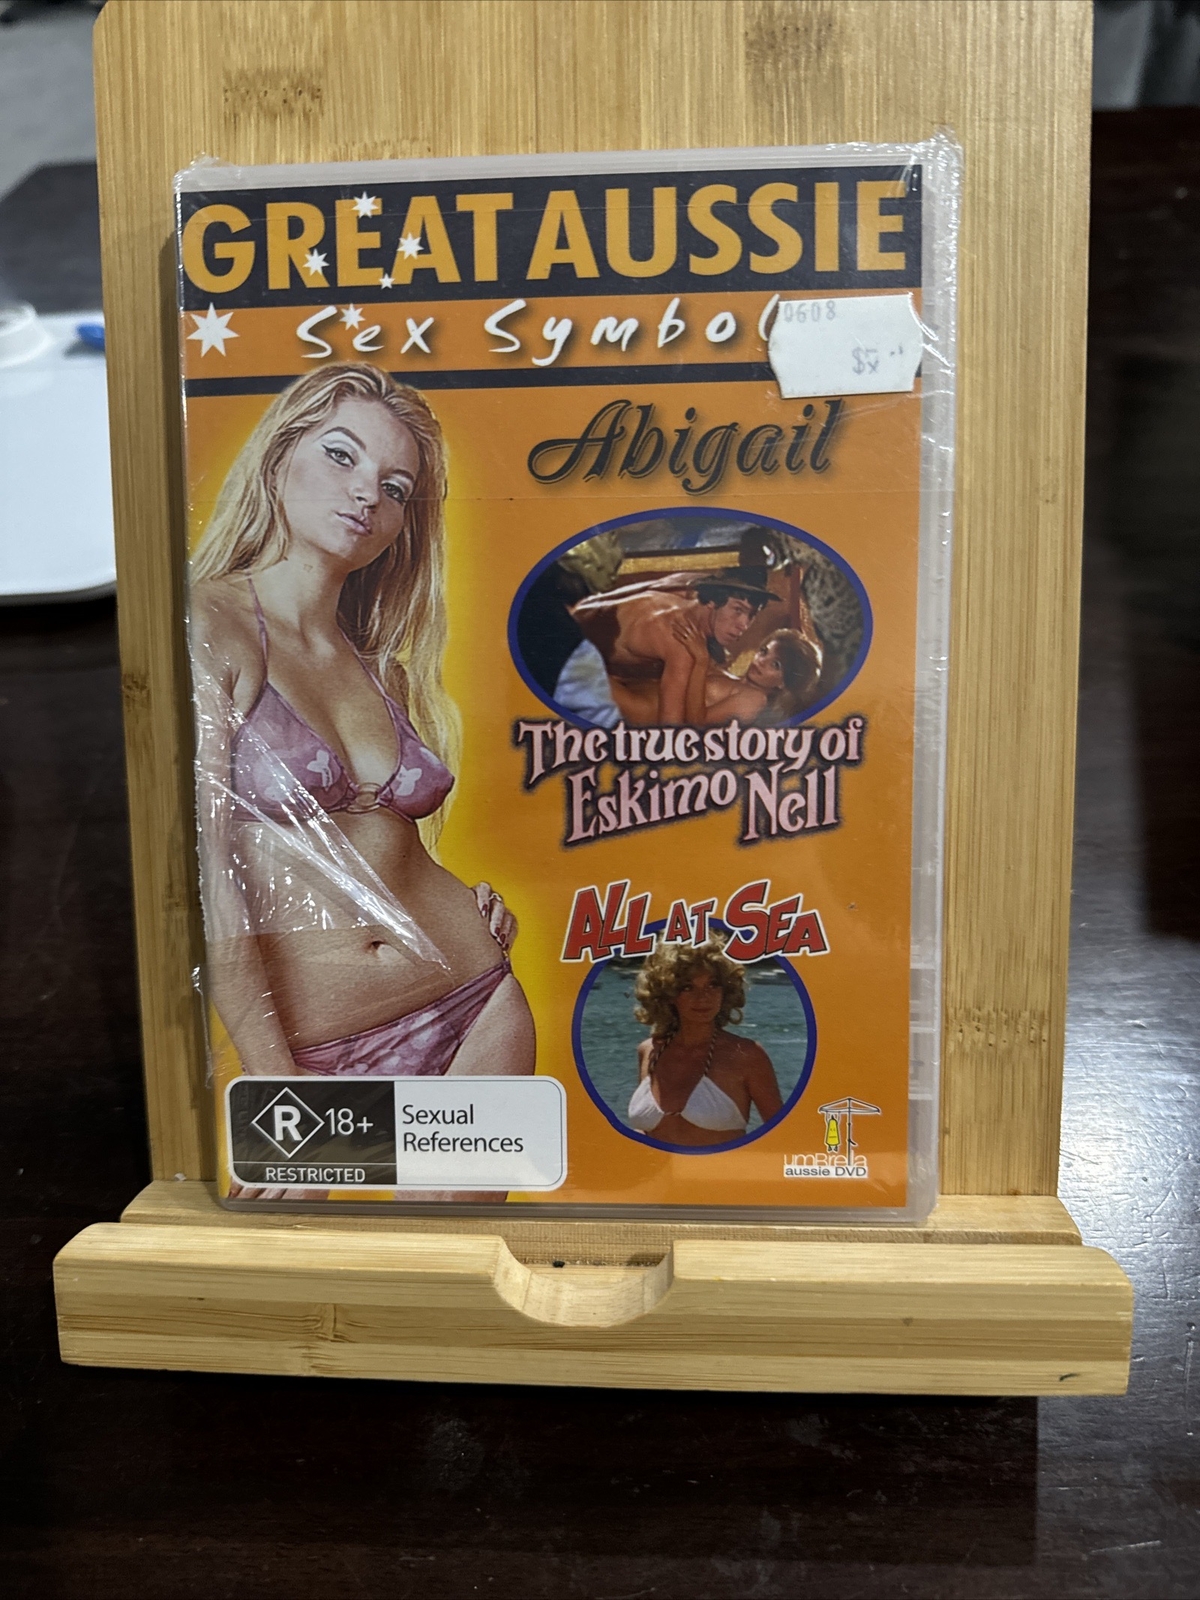 GREAT AUSSIE
Sex Symbol
0608
Abigail
The true story of
Eskimo Nell
ALL AT SEA
R 18+
RESTRICTED
Sexual
References
umBrella
aussie DVD